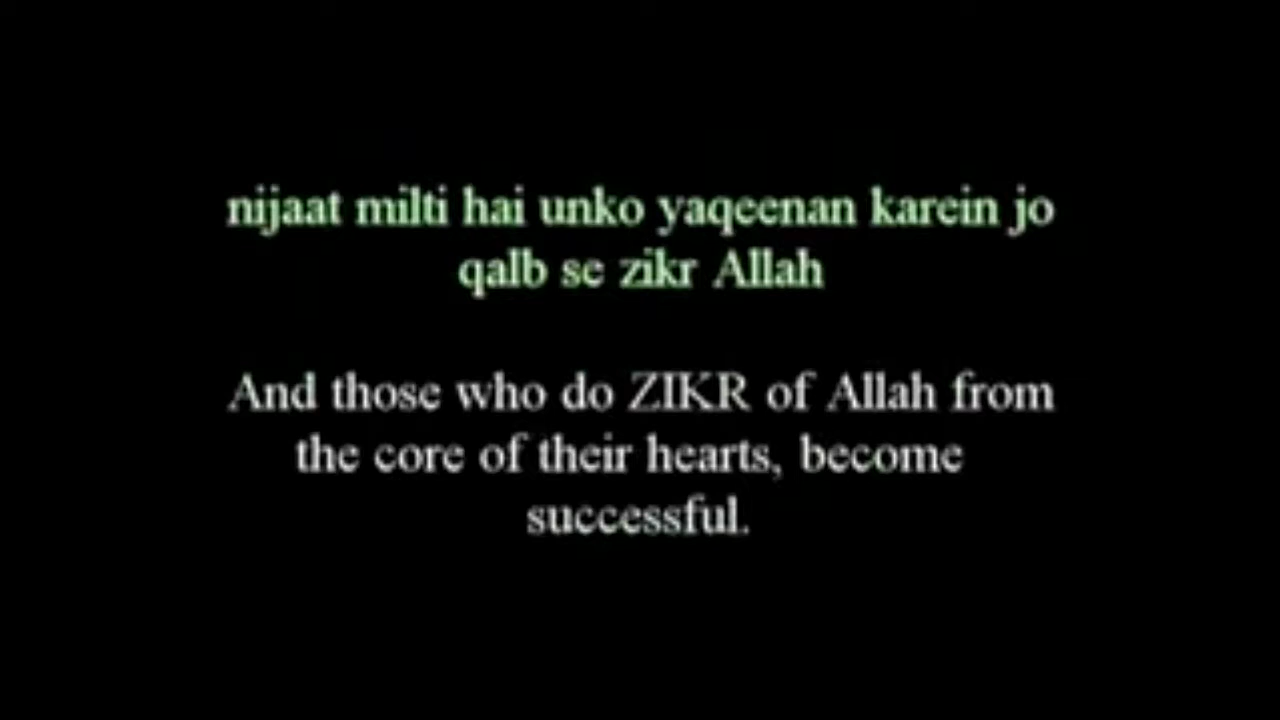 nijaat milti hai unko yaqeenan karein jo
qalb se zikr Allah
And those who do ZIKR of Allah from
the core of their hearts, become
successful.